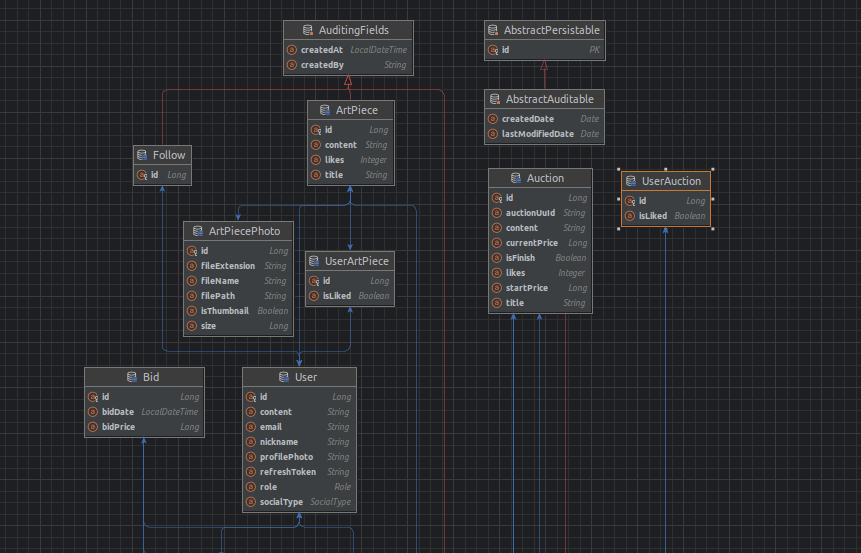 AuditingFields
createdAt LocalDateTime
createdBy String
AbstractPersistable
id PK
AbstractAuditable
createdDate Date
lastModifiedDate Date
ArtPiece
id Long
content String
likes Integer
title String
Follow
id Long
Auction
id Long
auctionUuId String
content String
currentPrice Long
isFinish Boolean
likes Integer
startPrice Long
title String
UserAuction
id Long
isLiked Boolean
ArtPiecePhoto
id Long
fileExtension String
fileName String
filePath String
isThumbnail Boolean
size Long
UserArtPiece
id Long
isLiked Boolean
Bid
id Long
bidDate LocalDateTime
bidPrice Long
User
id Long
content String
email String
nickname String
profilePhoto String
refreshToken String
role Role
socialType SocialType